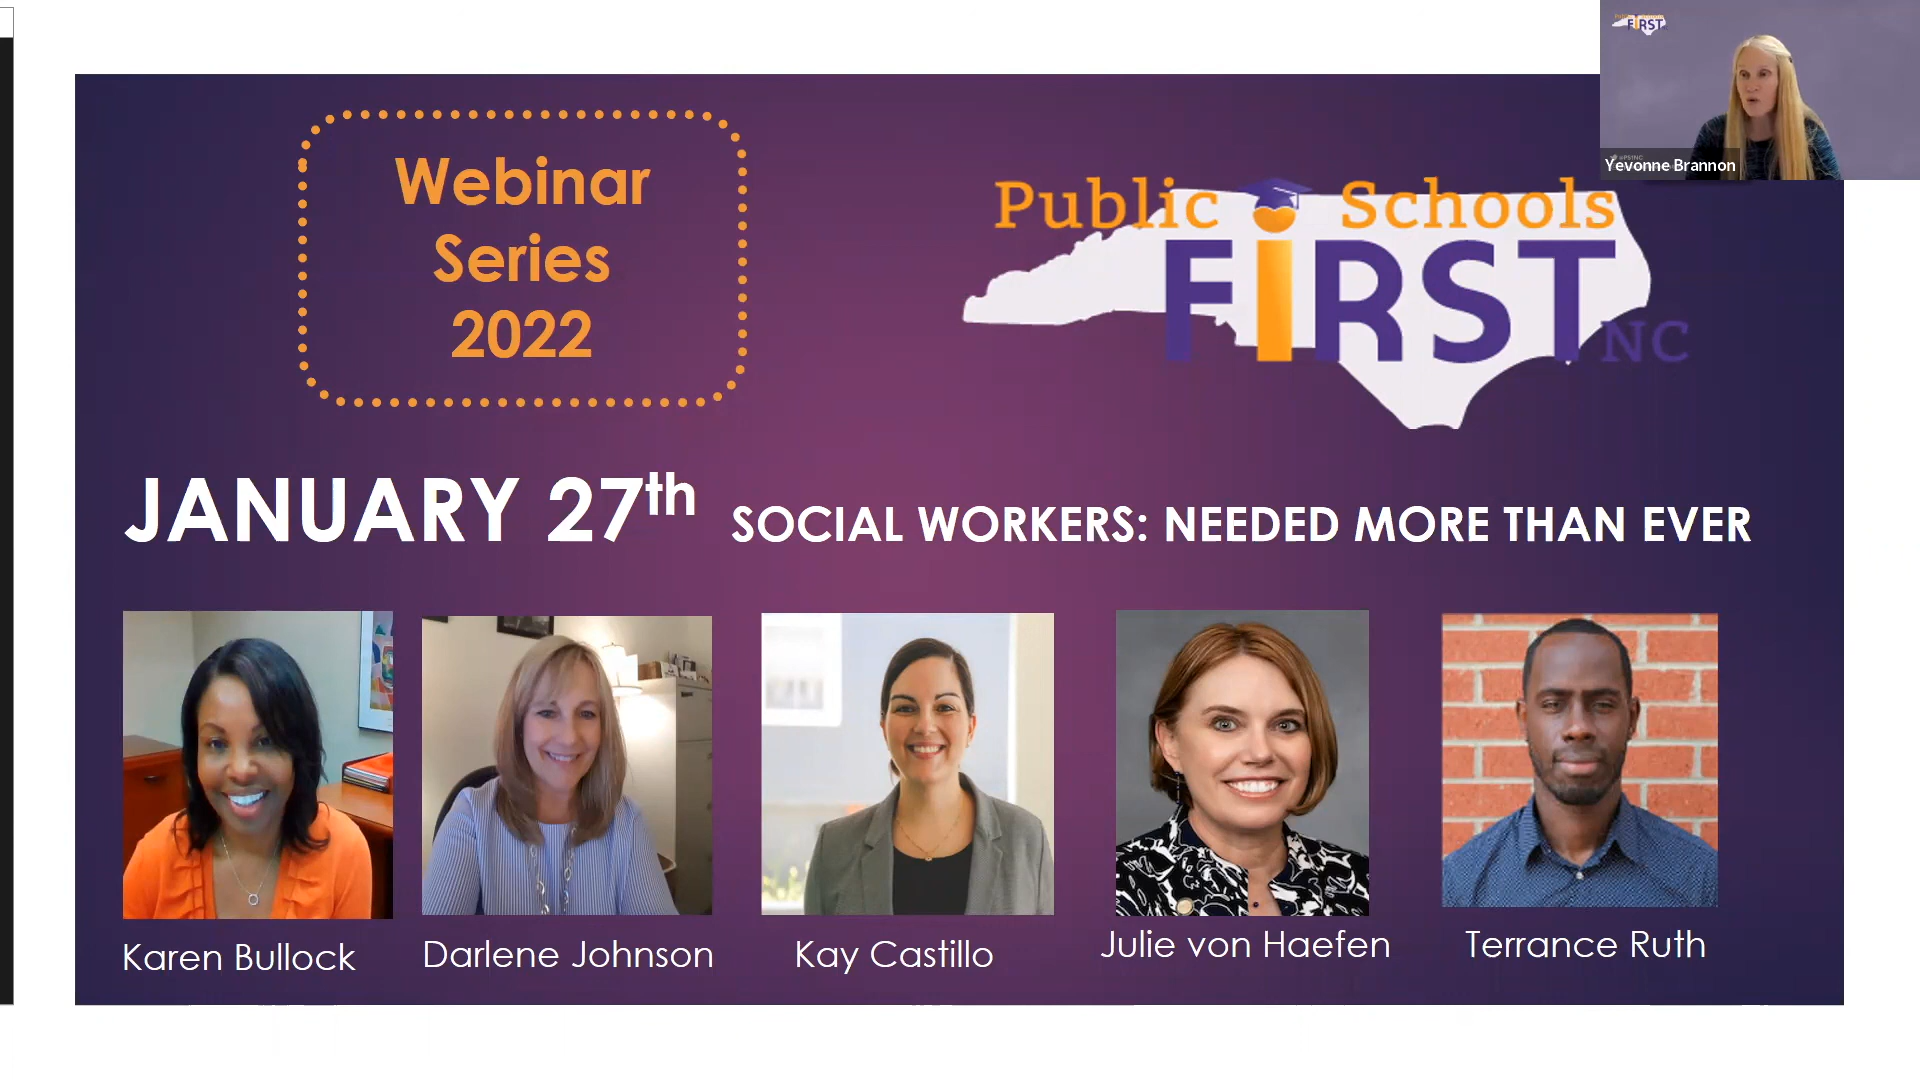 Webinar
Series
2022
Public Schools
FiRST NC
FiRST
Yevonne Brannon
JANUARY 27th SOCIAL WORKERS: NEEDED MORE THAN EVER
Karen Bullock
Darlene Johnson
Kay Castillo
Julie von Haefen
Terrance Ruth